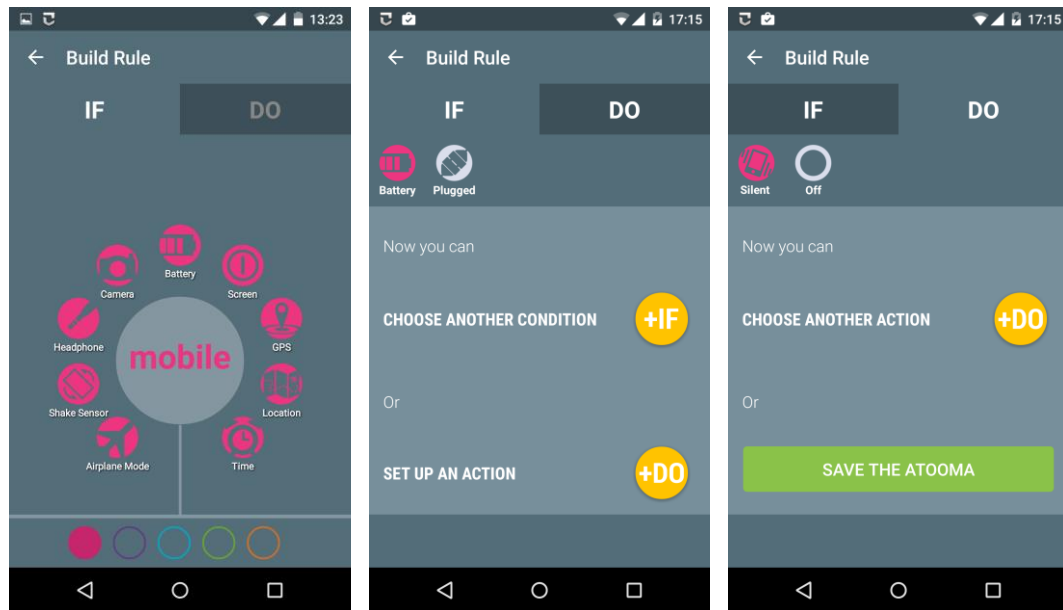 13:23
Build Rule
IF DO
Battery
Camera
Screen
Headphone
GPS
mobile
Shake Sensor
Location
Airplane Mode
Time
17:15
Build Rule
IF DO
Battery Plugged
Now you can
CHOOSE ANOTHER CONDITION +IF
Or
SET UP AN ACTION +DO
17:15
Build Rule
IF DO
Silent Off
Now you can
CHOOSE ANOTHER ACTION +DO
Or
SAVE THE ATOOMA